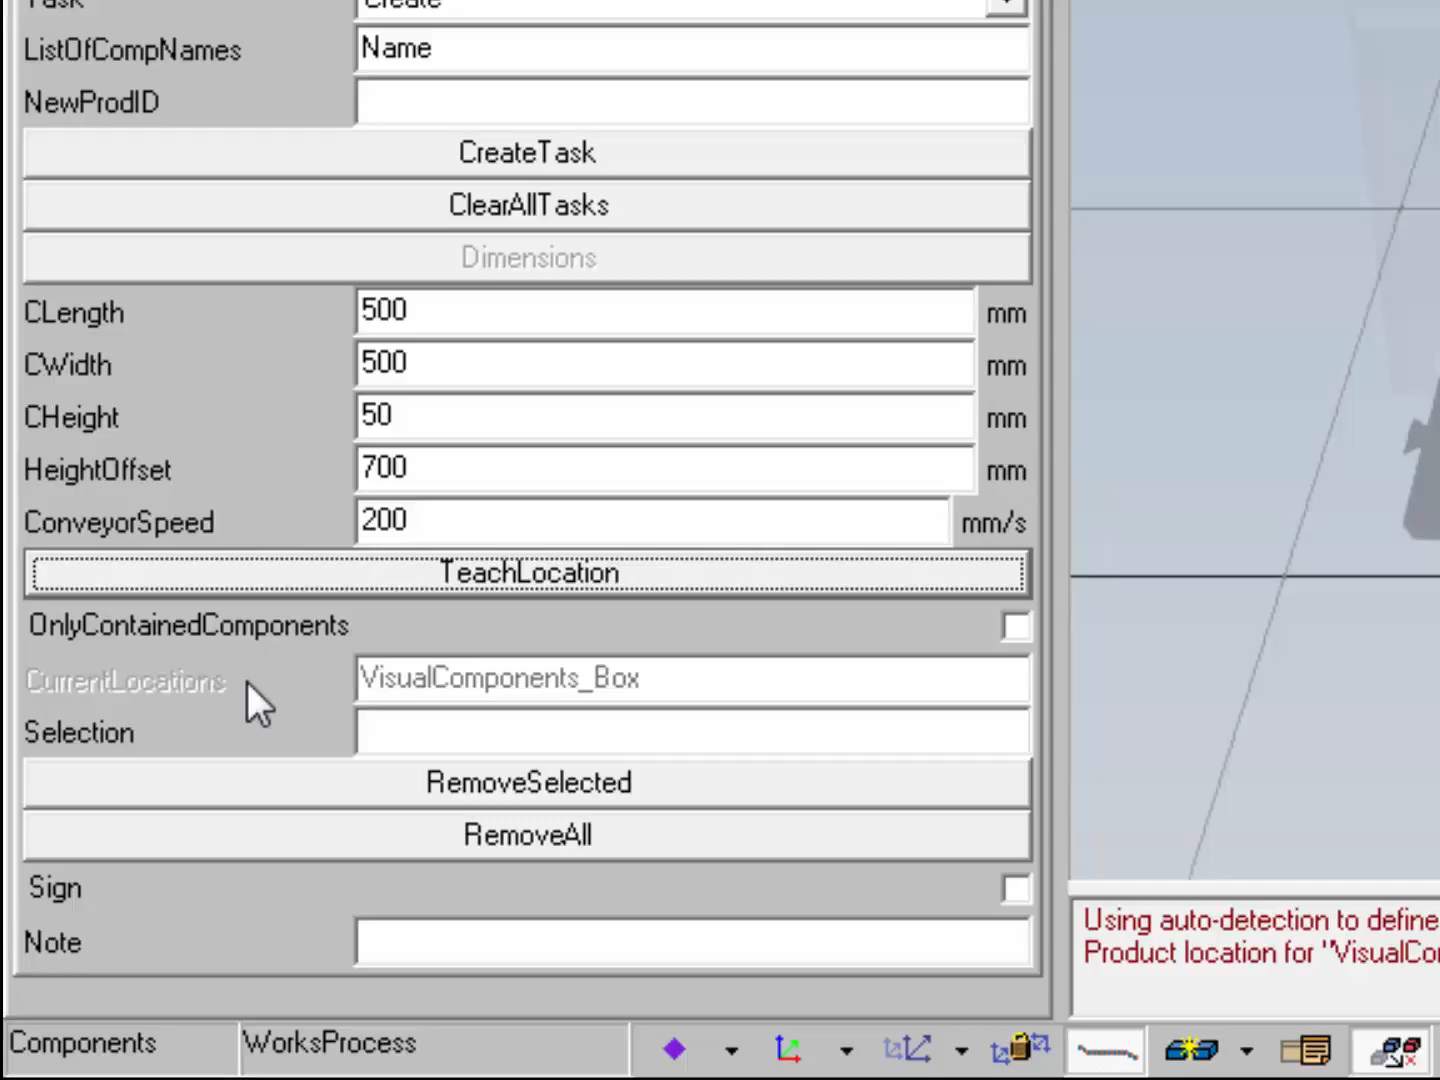 Task Create
ListOfCompNames Name
NewProdID
CreateTask
ClearAllTasks
Dimensions
CLength 500 mm
CWidth 500 mm
CHeight 50 mm
HeightOffset 700 mm
ConveyorSpeed 200 mm/s
TeachLocation
OnlyContainedComponents
CurrentLocations VisualComponents_Box
Selection
RemoveSelected
RemoveAll
Sign
Note
Using auto-detection to define
Product location for "VisualCo
Components WorksProcess